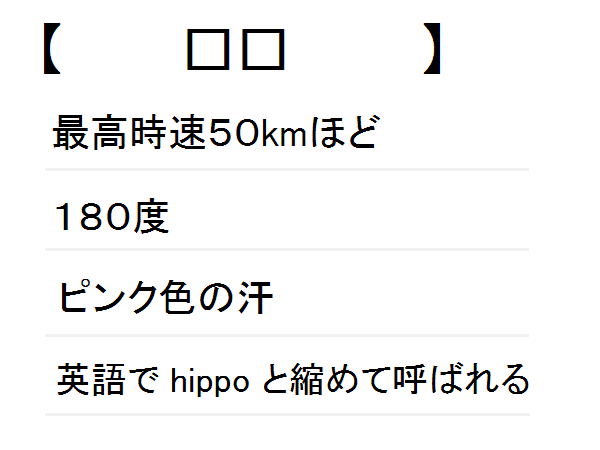 【　□□　】
最高時速５０kmほど
１８０度
ピンク色の汗
英語で hippo と縮めて呼ばれる